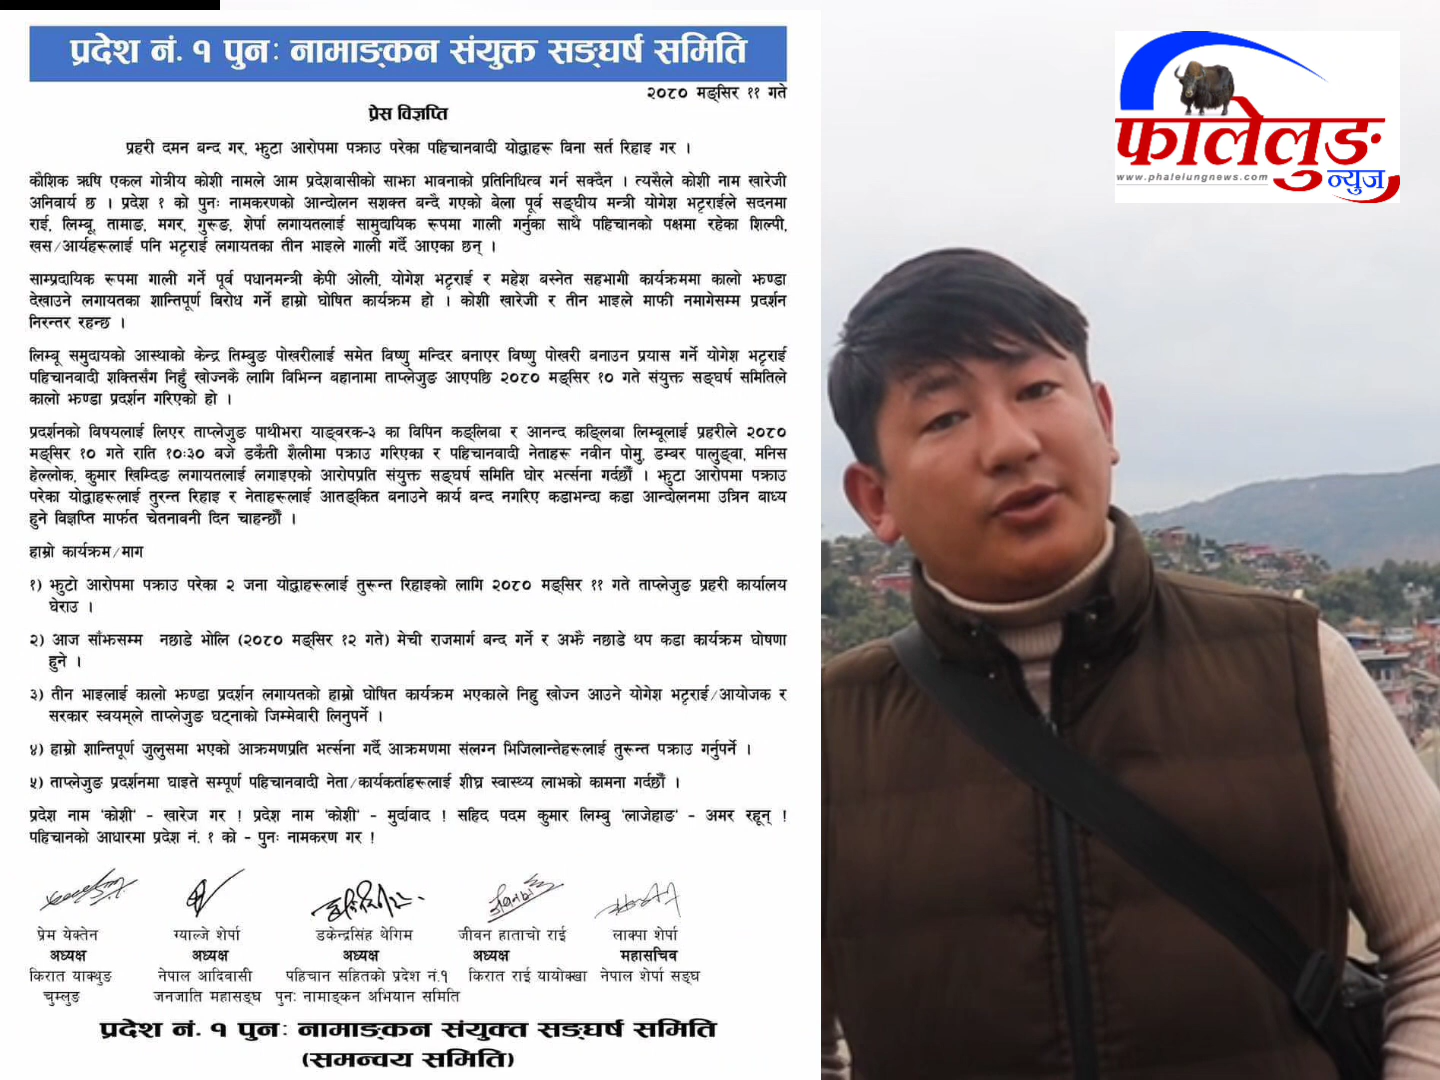 प्रदेश नं. १ पुनः नामाङ्कन संयुक्त सङ्घर्ष समिति
२०८० मङ्सिर ११ गते
प्रेस विज्ञप्ति
प्रहरी दमन बन्द गर, झुटा आरोपमा पक्राउ परेका पहिचानवादी योद्धाहरू विना सर्त रिहाइ गर ।
कौशिक ऋषि एकल गोत्रीय कोशी नामले आम प्रदेशवासीको साझा भावनाको प्रतिनिधित्व गर्न सक्दैन । त्यसैले कोशी नाम खारेजी
अनिवार्य छ । प्रदेश १ को पुनः नामकरणको आन्दोलन सशक्त बन्दै गएको बेला पूर्व सङ्घीय मन्त्री योगेश भट्टराईले सदनमा
राई, लिम्बू, तामाङ, मगर, गुरूङ, शेर्पा लगायतलाई सामुदायिक रूपमा गाली गर्नुका साथै पहिचानको पक्षमा रहेका शिल्पी,
खस/आर्यहरूलाई पनि भट्टराई लगायतका तीन भाइले गाली गर्दै आएका छन् ।
साम्प्रदायिक रूपमा गाली गर्ने पूर्व पधानमन्त्री केपी ओली, योगेश भट्टराई र महेश बस्नेत सहभागी कार्यक्रममा कालो झण्डा
देखाउने लगायतका शान्तिपूर्ण विरोध गर्ने हाम्रो घोषित कार्यक्रम हो । कोशी खारेजी र तीन भाइले माफी नमागेसम्म प्रदर्शन
निरन्तर रहन्छ ।
लिम्बू समुदायको आस्थाको केन्द्र तिम्बुङ पोखरीलाई समेत विष्णु मन्दिर बनाएर विष्णु पोखरी बनाउन प्रयास गर्ने योगेश भट्टराई
पहिचानवादी शक्तिसँग निहुँ खोज्नकै लागि विभिन्न बहानामा ताप्लेजुङ आएपछि २०८० मङ्सिर १० गते संयुक्त सङ्घर्ष समितिले
कालो झण्डा प्रदर्शन गरिएको हो ।
प्रदर्शनको विषयलाई लिएर ताप्लेजुङ पाथीभरा याङवरक-३ का विपिन कङ्लिबा र आनन्द कङ्लिबा लिम्बूलाई प्रहरीले २०८०
मङ्सिर १० गते राति १०:३० बजे डकैती शैलीमा पक्राउ गरिएका र पहिचानवादी नेताहरू नवीन पोमु, डम्बर पालुङ्वा, मनिस
हेल्लोक, कुमार खिम्दिङ लगायतलाई लगाइएको आरोपप्रति संयुक्त सङ्घर्ष समिति घोर भर्त्सना गर्दछौँ । झुटा आरोपमा पक्राउ
परेका योद्धाहरूलाई तुरन्त रिहाइ र नेताहरूलाई आतङ्कित बनाउने कार्य बन्द नगरिए कडाभन्दा कडा आन्दोलनमा उत्रिन बाध्य
हुने विज्ञप्ति मार्फत चेतनावनी दिन चाहन्छौँ ।
हाम्रो कार्यक्रम/माग
१) झुटो आरोपमा पक्राउ परेका २ जना योद्धाहरूलाई तुरून्त रिहाइको लागि २०८० मङ्सिर ११ गते ताप्लेजुङ प्रहरी कार्यालय
घेराउ ।
२) आज साँझसम्म नछाडे भोलि (२०८० मङ्सिर १२ गते) मेची राजमार्ग बन्द गर्ने र अझै नछाडे थप कडा कार्यक्रम घोषणा
हुने ।
३) तीन भाइलाई कालो झण्डा प्रदर्शन लगायतको हाम्रो घोषित कार्यक्रम भएकाले निहु खोज्न आउने योगेश भट्टराई/आयोजक र
सरकार स्वयम्ले ताप्लेजुङ घट्नाको जिम्मेवारी लिनुपर्ने ।
४) हाम्रो शान्तिपूर्ण जुलुसमा भएको आक्रमणप्रति भर्त्सना गर्दै आक्रमणमा संलग्न भिजिलान्तेहरूलाई तुरून्त पक्राउ गर्नुपर्ने ।
५) ताप्लेजुङ प्रदर्शनमा घाइते सम्पूर्ण पहिचानवादी नेता/कार्यकर्ताहरूलाई शीघ्र स्वास्थ्य लाभको कामना गर्दछौँ ।
प्रदेश नाम 'कोशी' - खारेज गर ! प्रदेश नाम 'कोशी' - मुर्दावाद ! सहिद पदम कुमार लिम्बु 'लाजेहाङ' - अमर रहून् !
पहिचानको आधारमा प्रदेश नं. १ को - पुनः नामकरण गर !
प्रेम येक्तेन ग्याल्जे शेर्पा डकेन्द्रसिंह थेगिम जीवन हाताचो राई लाक्पा शेर्पा
अध्यक्ष अध्यक्ष अध्यक्ष अध्यक्ष महासचिव
किरात याक्थुङ नेपाल आदिवासी पहिचान सहितको प्रदेश नं.१ किरात राई यायोक्खा नेपाल शेर्पा सङ्घ
चुम्लुङ जनजाति महासङ्घ पुनः नामाङ्कन अभियान समिति
प्रदेश नं. १ पुनः नामाङ्कन संयुक्त सङ्घर्ष समिति
(समन्वय समिति)
फालेलुङ
www.phalelungnews.com न्युज